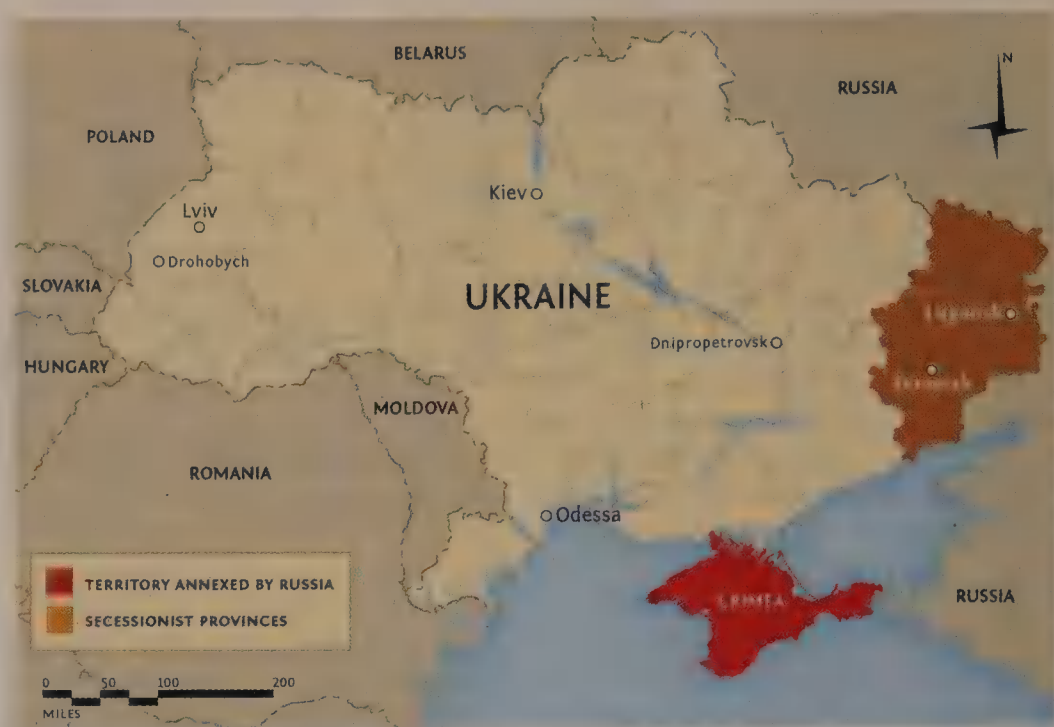 BELARUS
N
RUSSIA
POLAND
Kiev
Lviv
Drohobych
SLOVAKIA
UKRAINE
Dnipropetrovsk
HUNGARY
MOLDOVA
ROMANIA
Odessa
TERRITORY ANNEXED BY RUSSIA
CRIMEA
RUSSIA
SECESSIONIST PROVINCES
0 50 100 200
MILES